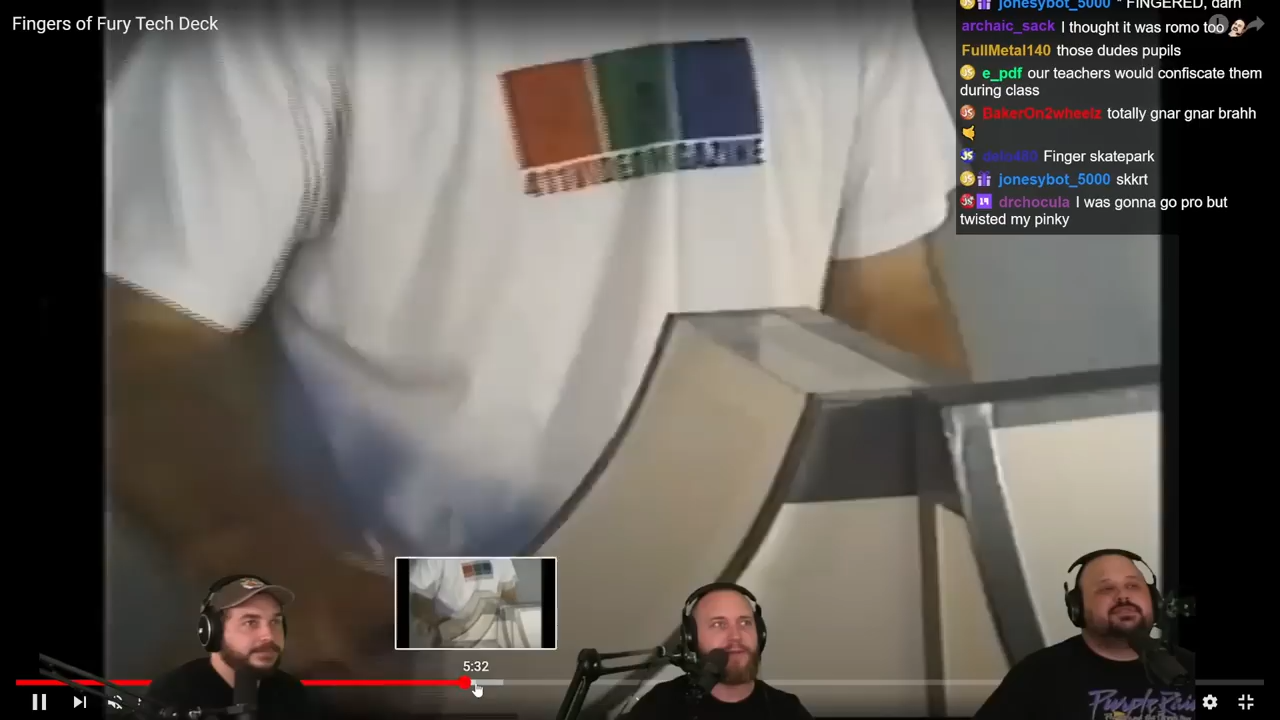 Fingers of Fury Tech Deck
jonesybot_5000 * FINGERED, darn
archaic_sack I thought it was romo too
FullMetal140 those dudes pupils
e_pdf our teachers would confiscate them
during class
BakerOn2wheelz totally gnar gnar brahh
Finger skatepark
jonesybot_5000 skkrt
drchocula I was gonna go pro but
twisted my pinky
5:32